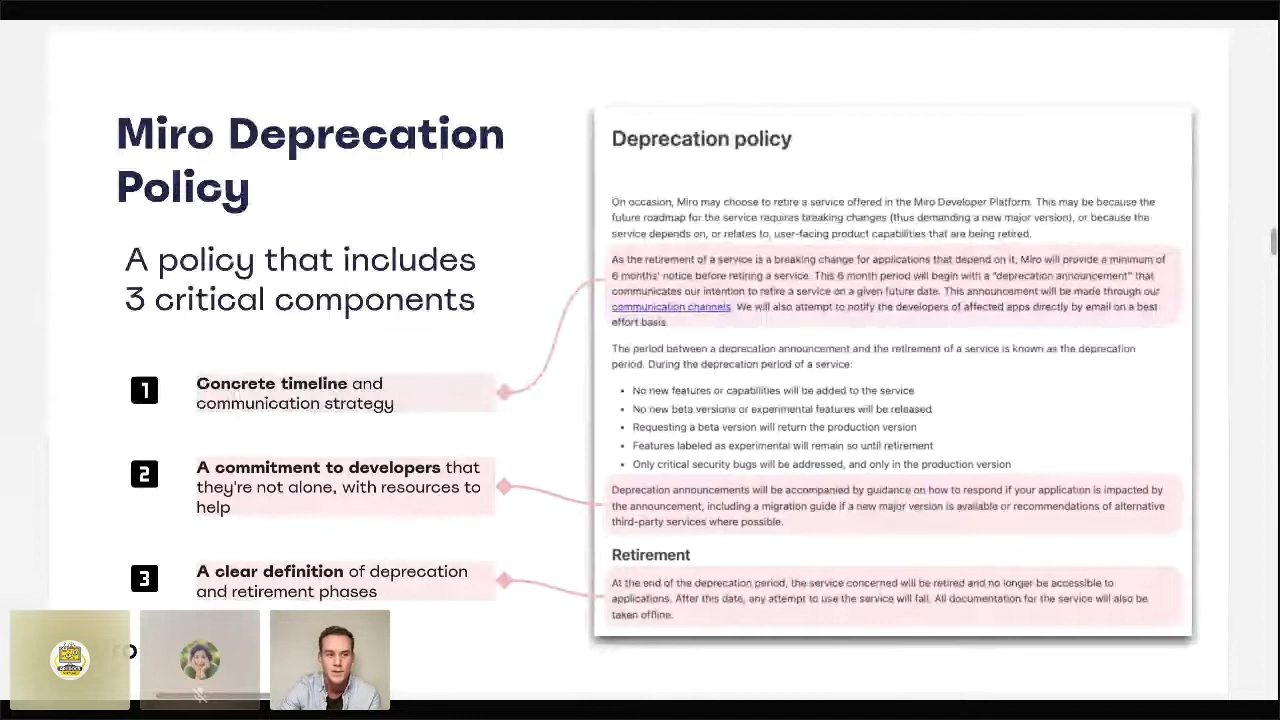 Miro Deprecation
Policy
A policy that includes
3 critical components
1
Concrete timeline and
communication strategy
2
A commitment to developers that
they're not alone, with resources to
help
3
A clear definition of deprecation
and retirement phases
Deprecation policy
On occasion, Miro may choose to retire a service offered in the Miro Developer Platform. This may be because the
future roadmap for the service requires breaking changes (thus demanding a new major version), or because the
service depends on, or relates to, user-facing product capabilities that are being retired.
As the retirement of a service is a breaking change for applications that depend on it, Miro will provide a minimum of
6 months' notice before retiring a service. This 6 month period will begin with a "deprecation announcement" that
communicates our intention to retire a service on a given future date. This announcement will be made through our
communication channels. We will also attempt to notify the developers of affected apps directly by email on a best
effort basis.
The period between a deprecation announcement and the retirement of a service is known as the deprecation
period. During the deprecation period of a service:
• No new features or capabilities will be added to the service
• No new beta versions or experimental features will be released
• Requesting a beta version will return the production version
• Features labeled as experimental will remain so until retirement
• Only critical security bugs will be addressed, and only in the production version
Deprecation announcements will be accompanied by guidance on how to respond if your application is impacted by
the announcement, including a migration guide if a new major version is available or recommendations of alternative
third-party services where possible.
Retirement
At the end of the deprecation period, the service concerned will be retired and no longer be accessible to
applications. After this date, any attempt to use the service will fail. All documentation for the service will also be
taken offline.